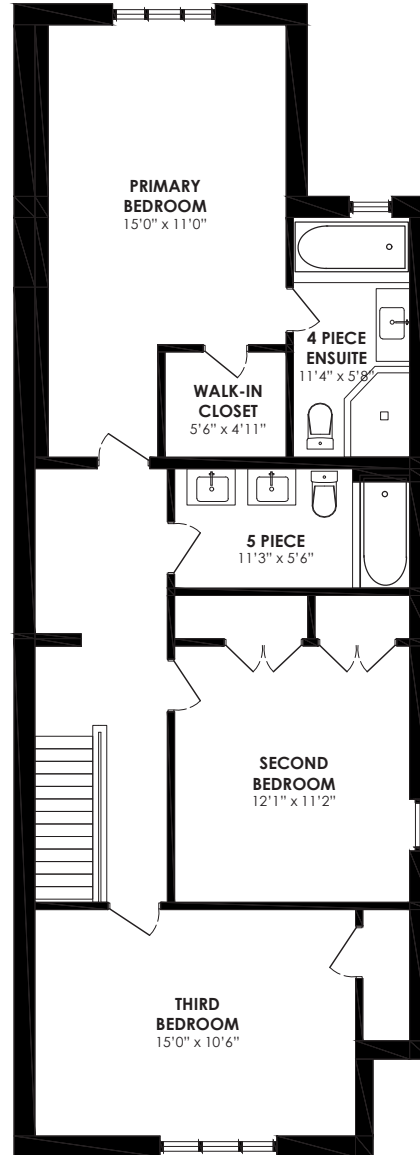 PRIMARY
BEDROOM
15’0” x 11’0”
4 PIECE
ENSUITE
11’4” x 5’8”
WALK-IN
CLOSET
5’6” x 4’11”
5 PIECE
11’3” x 5’6”
SECOND
BEDROOM
12’1” x 11’2”
THIRD
BEDROOM
15’0” x 10’6”